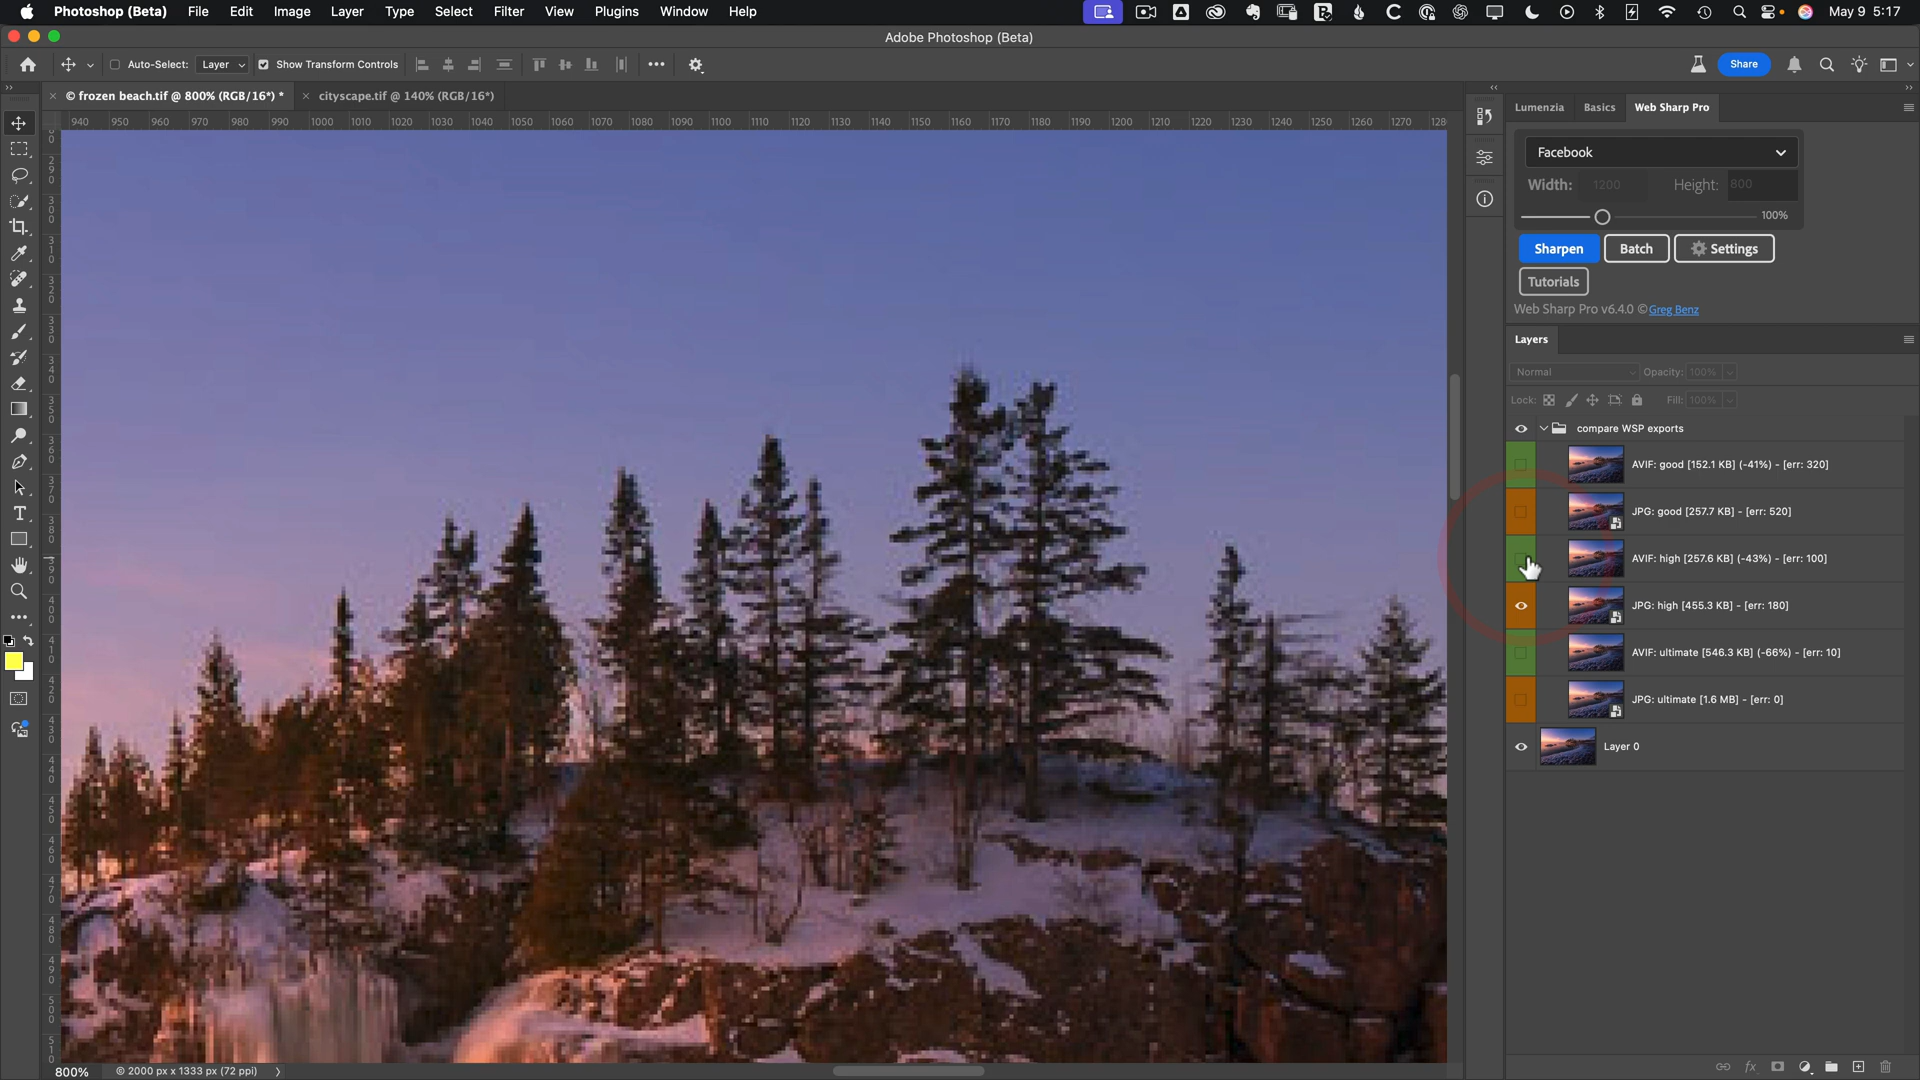 Photoshop (Beta) File Edit Image Layer Type Select Filter View Plugins Window Help May 9 5:17
Adobe Photoshop (Beta)
Auto-Select: Layer Show Transform Controls Share
© frozen beach.tif @ 800% (RGB/16*) * cityscape.tif @ 140% (RGB/16*)
940 950 960 970 980 990 1000 1010 1020 1030 1040 1050 1060 1070 1080 1090 1100 1110 1120 1130 1140 1150 1160 1170 1180 1190 1200 1210 1220 1230 1240 1250 1260 1270 128
Lumenzia Basics Web Sharp Pro
Facebook
Width: 1200 Height: 800
100%
Sharpen Batch Settings
Tutorials
Web Sharp Pro v6.4.0 © Greg Benz
Layers
Normal Opacity: 100%
Lock: Fill: 100%
compare WSP exports
AVIF: good [152.1 KB] (-41%) - [err: 320]
JPG: good [257.7 KB] - [err: 520]
AVIF: high [257.6 KB] (-43%) - [err: 100]
JPG: high [455.3 KB] - [err: 180]
AVIF: ultimate [546.3 KB] (-66%) - [err: 10]
JPG: ultimate [1.6 MB] - [err: 0]
Layer 0
800% © 2000 px x 1333 px (72 ppi)